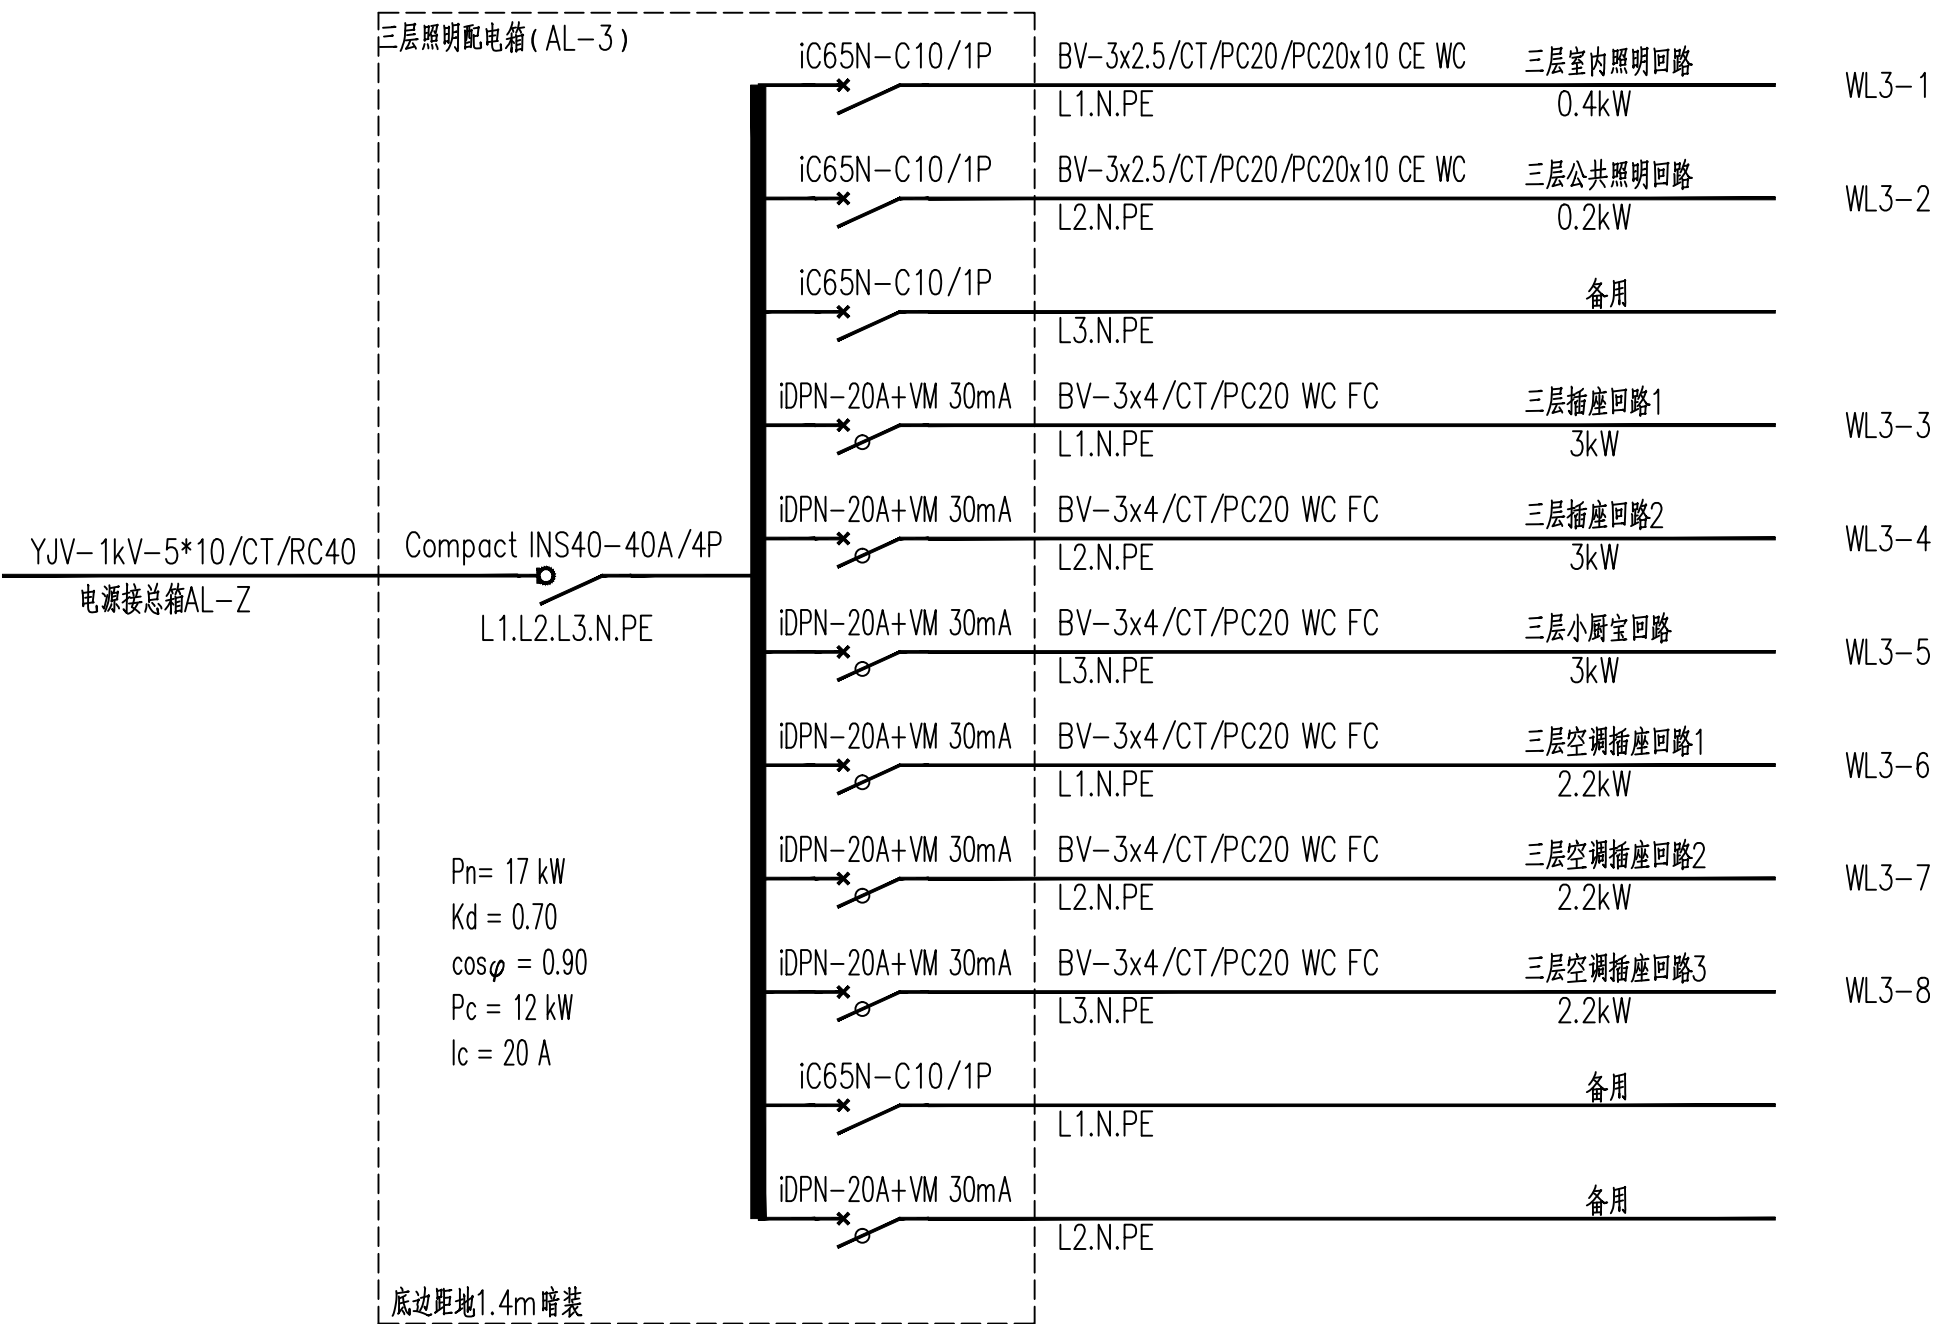 三层照明配电箱(AL-3)
iC65N-C10/1P
BV-3x2.5/CT/PC20/PC20x10 CE WC
三层室内照明回路
WL3-1
L1.N.PE
0.4kW
iC65N-C10/1P
BV-3x2.5/CT/PC20/PC20x10 CE WC
三层公共照明回路
WL3-2
L2.N.PE
0.2kW
iC65N-C10/1P
备用
L3.N.PE
iDPN-20A+VM 30mA
BV-3x4/CT/PC20 WC FC
三层插座回路1
WL3-3
L1.N.PE
3kW
iDPN-20A+VM 30mA
BV-3x4/CT/PC20 WC FC
三层插座回路2
WL3-4
L2.N.PE
3kW
YJV-1kV-5*10/CT/RC40
电源接总箱AL-Z
Compact INS40-40A/4P
L1.L2.L3.N.PE
iDPN-20A+VM 30mA
BV-3x4/CT/PC20 WC FC
三层小厨宝回路
WL3-5
L3.N.PE
3kW
iDPN-20A+VM 30mA
BV-3x4/CT/PC20 WC FC
三层空调插座回路1
WL3-6
L1.N.PE
2.2kW
iDPN-20A+VM 30mA
BV-3x4/CT/PC20 WC FC
三层空调插座回路2
WL3-7
L2.N.PE
2.2kW
iDPN-20A+VM 30mA
BV-3x4/CT/PC20 WC FC
三层空调插座回路3
WL3-8
L3.N.PE
2.2kW
Pn= 17 kW
Kd = 0.70
cosφ = 0.90
Pc = 12 kW
Ic = 20 A
iC65N-C10/1P
备用
L1.N.PE
iDPN-20A+VM 30mA
备用
L2.N.PE
底边距地1.4m暗装